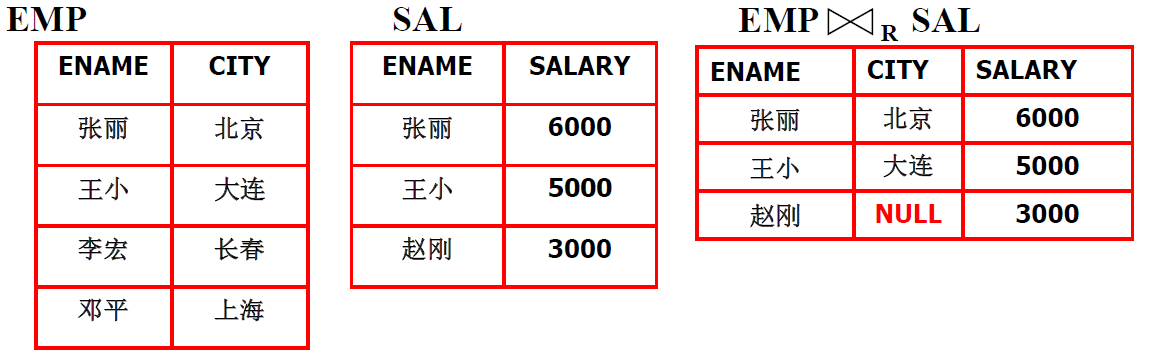 EMP
ENAME CITY
张丽 北京
王小 大连
李宏 长春
邓平 上海
SAL
ENAME SALARY
张丽 6000
王小 5000
赵刚 3000
EMP ⋈R SAL
ENAME CITY SALARY
张丽 北京 6000
王小 大连 5000
赵刚 NULL 3000